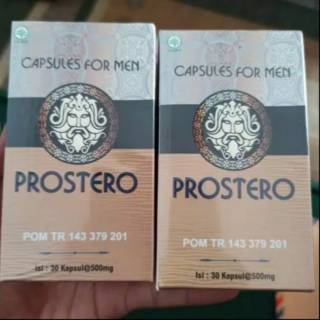 CAPSULES FOR MEN
PROSTERO
POM TR 143 379 201
Isi : 30 Kapsul@500mg
CAPSULES FOR MEN
PROSTERO
POM TR 143 379 201
Isi : 30 Kapsul@500mg